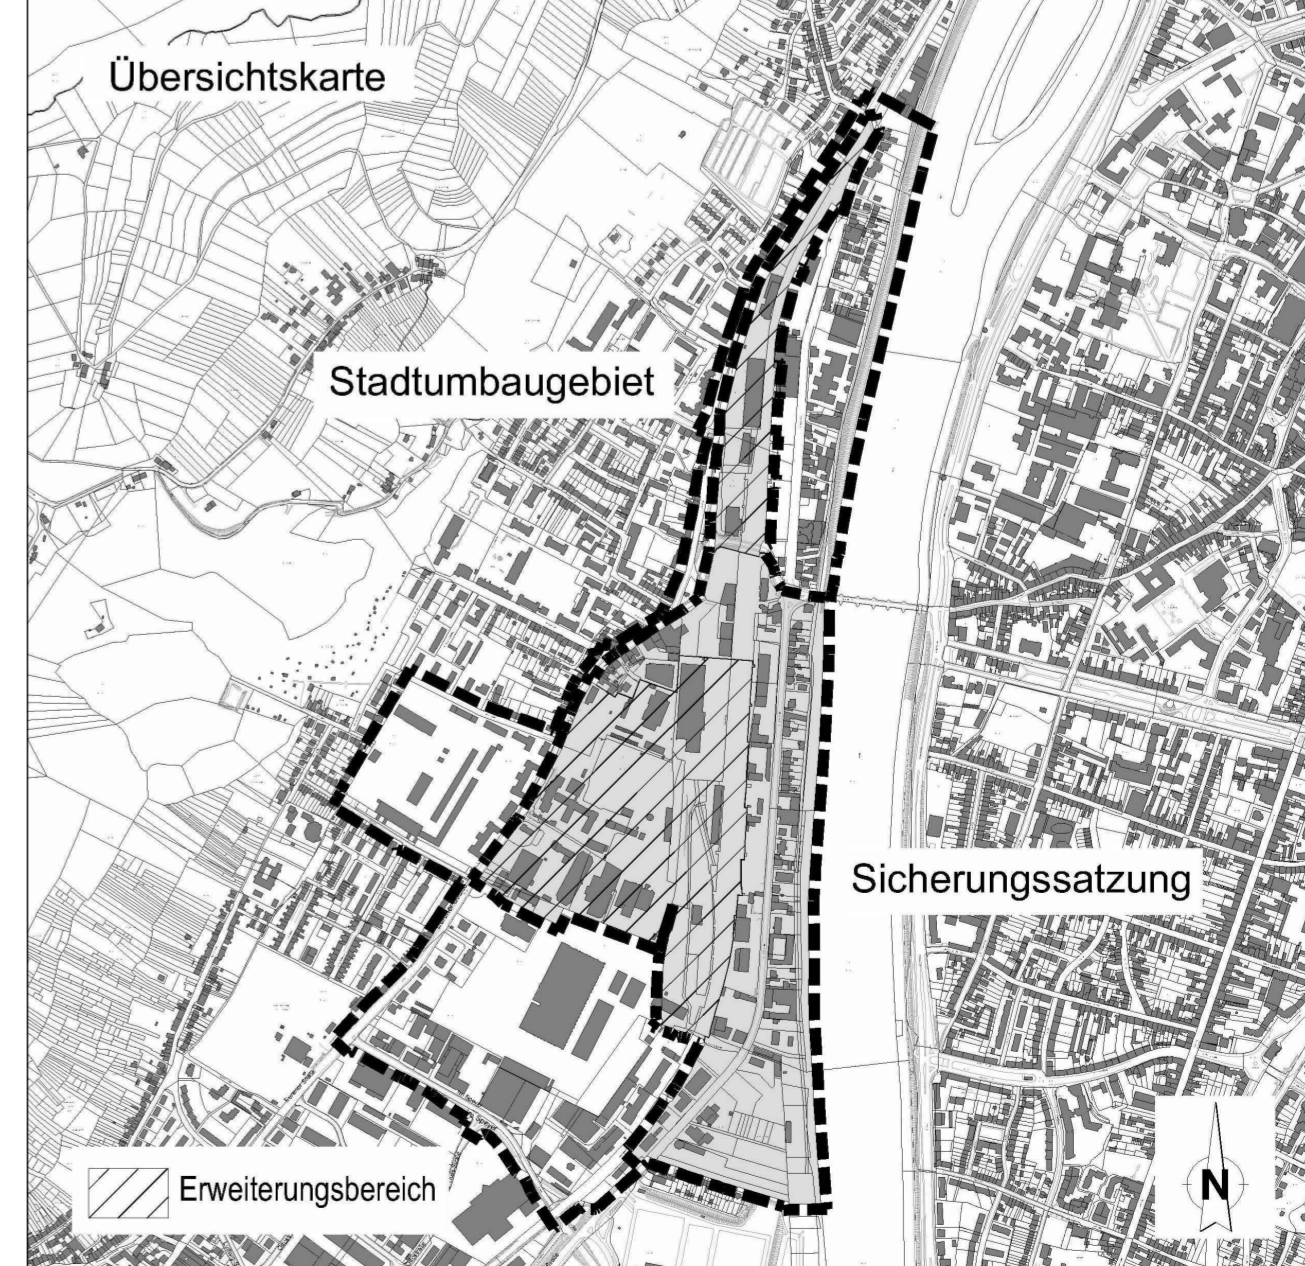 Übersichtskarte
Stadtumbaugebiet
Sicherungssatzung
Erweiterungsbereich
N